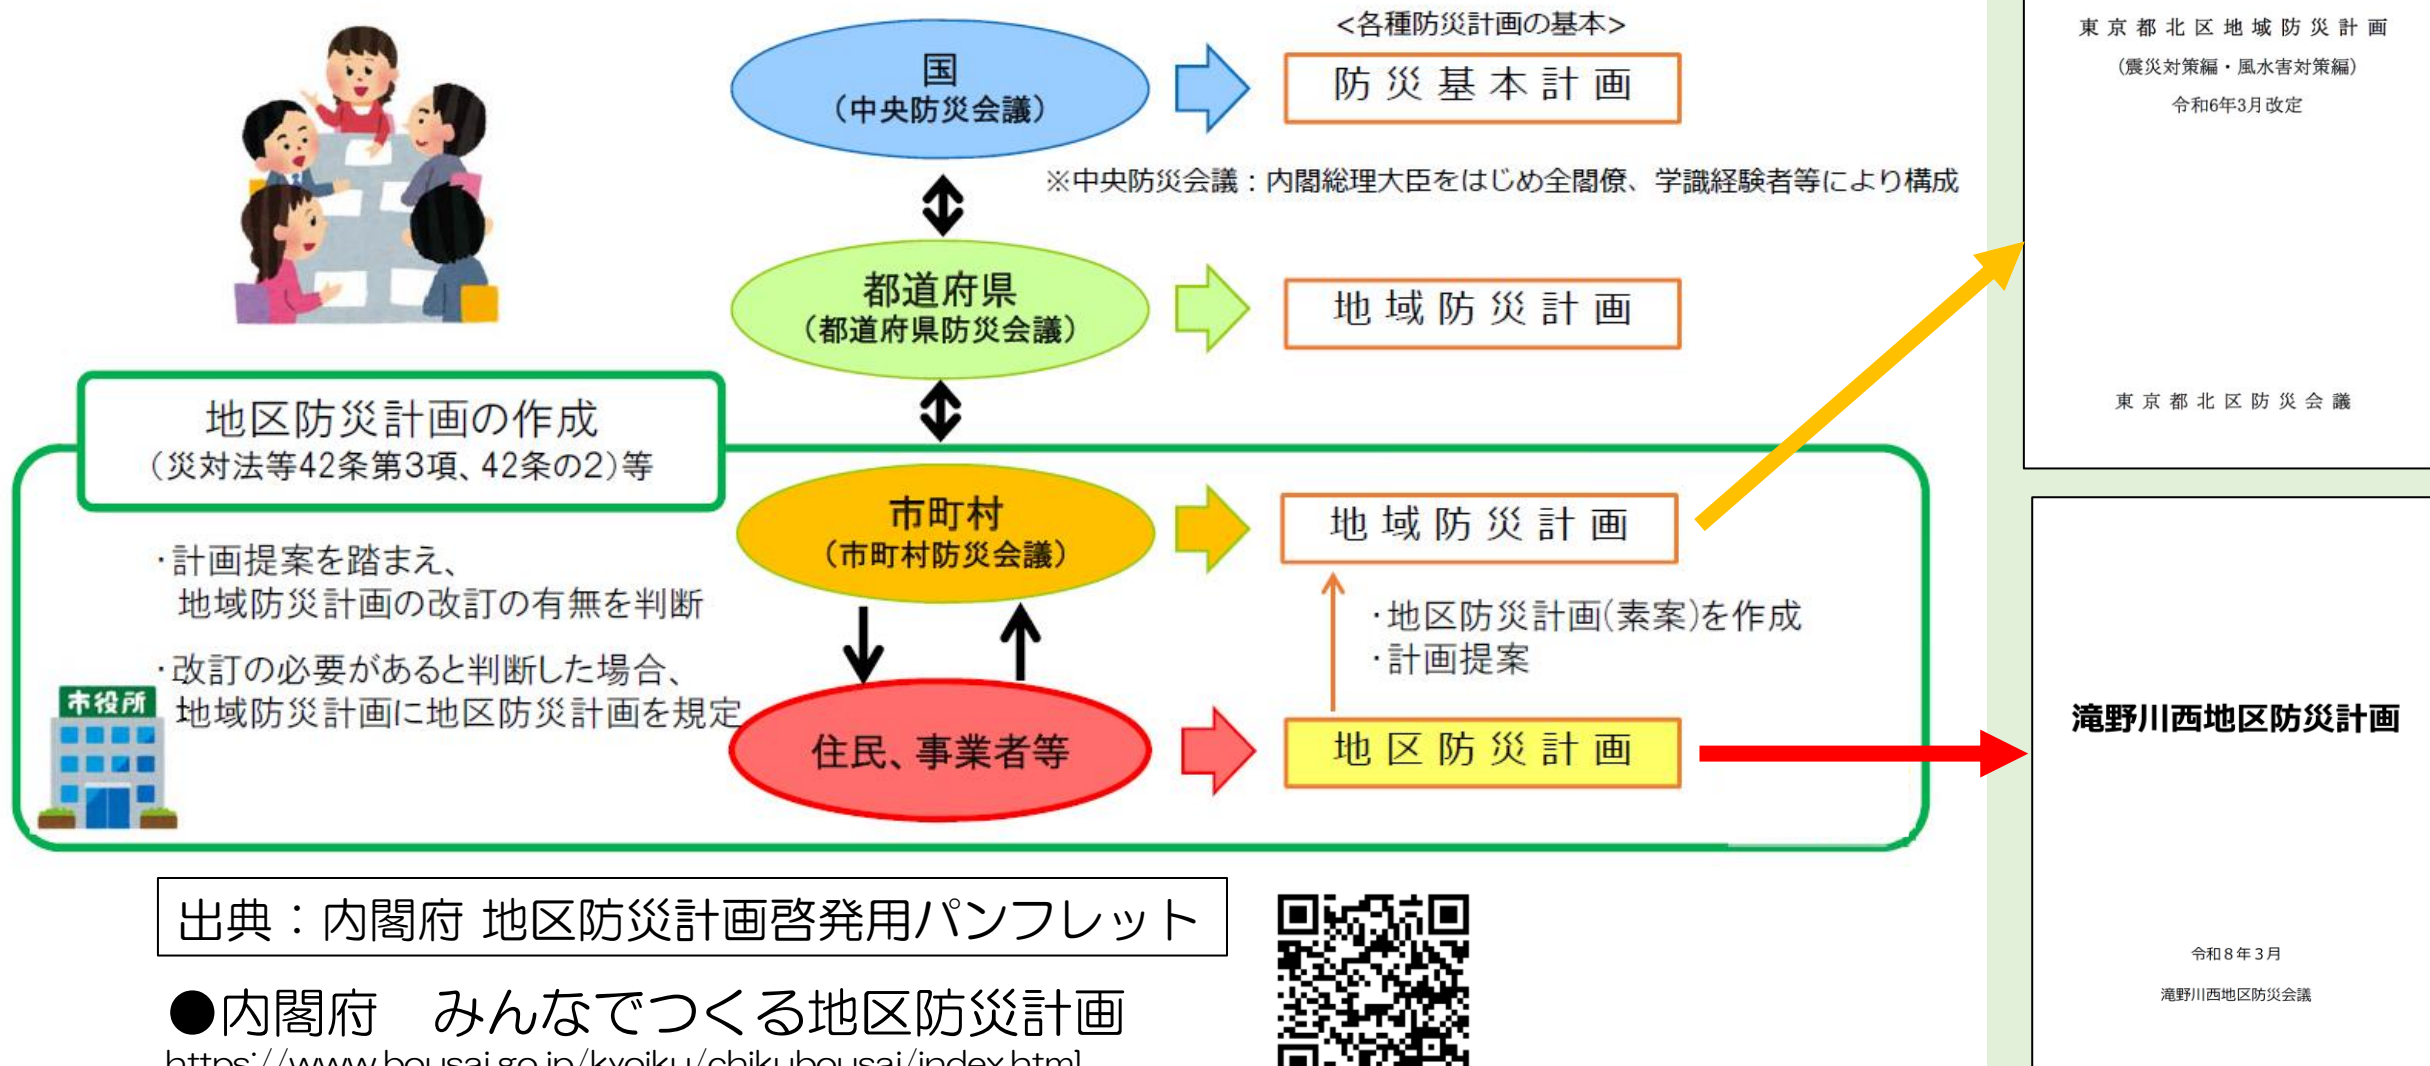 <各種防災計画の基本>
国
（中央防災会議）
防災基本計画
※中央防災会議：内閣総理大臣をはじめ全閣僚、学識経験者等により構成
都道府県
（都道府県防災会議）
地域防災計画
地区防災計画の作成
（災対法等42条第3項、42条の2）等
市町村
（市町村防災会議）
地域防災計画
・計画提案を踏まえ、
地域防災計画の改訂の有無を判断
・改訂の必要があると判断した場合、
地域防災計画に地区防災計画を規定
市役所
・地区防災計画(素案)を作成
・計画提案
住民、事業者等
地区防災計画
東京都北区地域防災計画
（震災対策編・風水害対策編）
令和6年3月改定
東京都北区防災会議
滝野川西地区防災計画
令和８年３月
滝野川西地区防災会議
出典：内閣府 地区防災計画啓発用パンフレット
●内閣府　みんなでつくる地区防災計画
https://www.bousai.go.jp/kyoiku/chikubousai/index.html